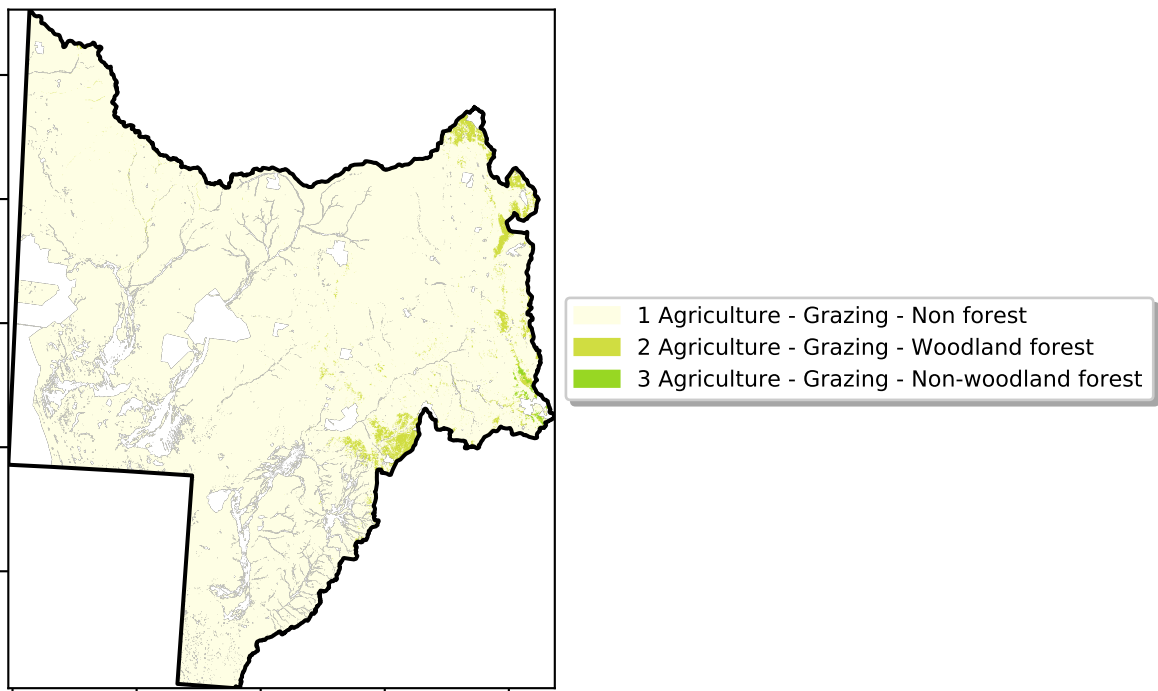 1 Agriculture - Grazing - Non forest
2 Agriculture - Grazing - Woodland forest
3 Agriculture - Grazing - Non-woodland forest